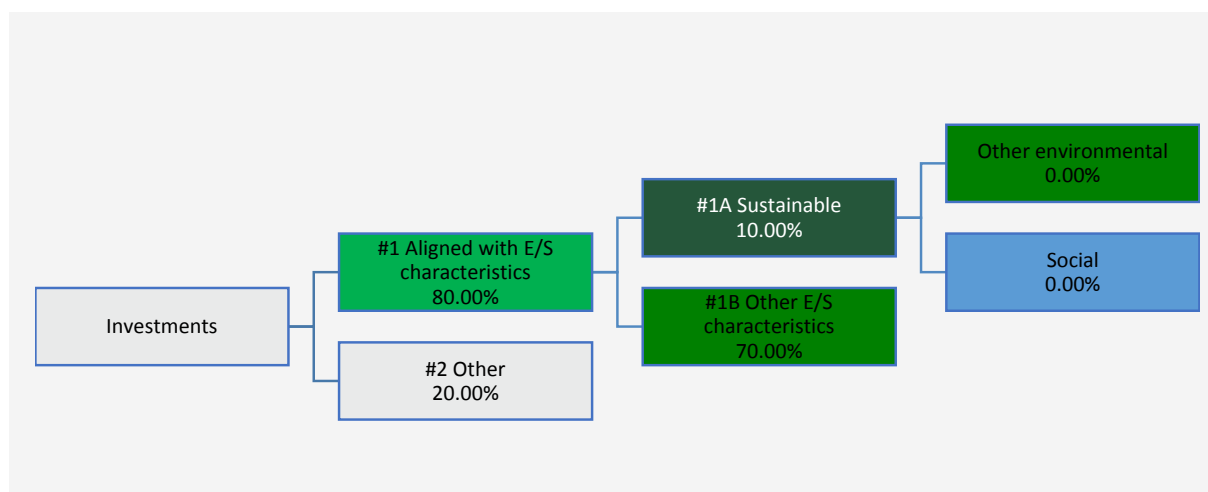 Investments
#1 Aligned with E/S
characteristics
80.00%
#2 Other
20.00%
#1A Sustainable
10.00%
#1B Other E/S
characteristics
70.00%
Other environmental
0.00%
Social
0.00%